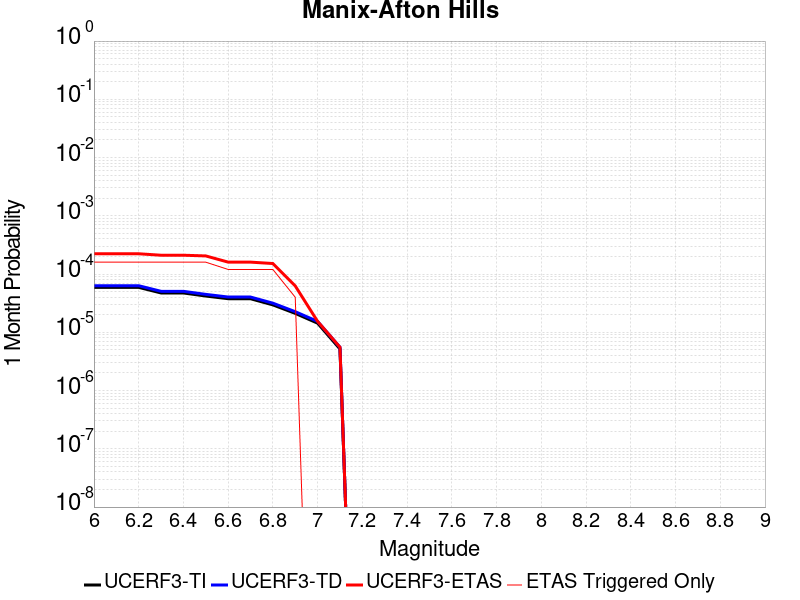 Manix-Afton Hills
1 Month Probability
10^0
10^-1
10^-2
10^-3
10^-4
10^-5
10^-6
10^-7
10^-8
6 6.2 6.4 6.6 6.8 7 7.2 7.4 7.6 7.8 8 8.2 8.4 8.6 8.8 9
Magnitude
UCERF3-TI UCERF3-TD UCERF3-ETAS ETAS Triggered Only